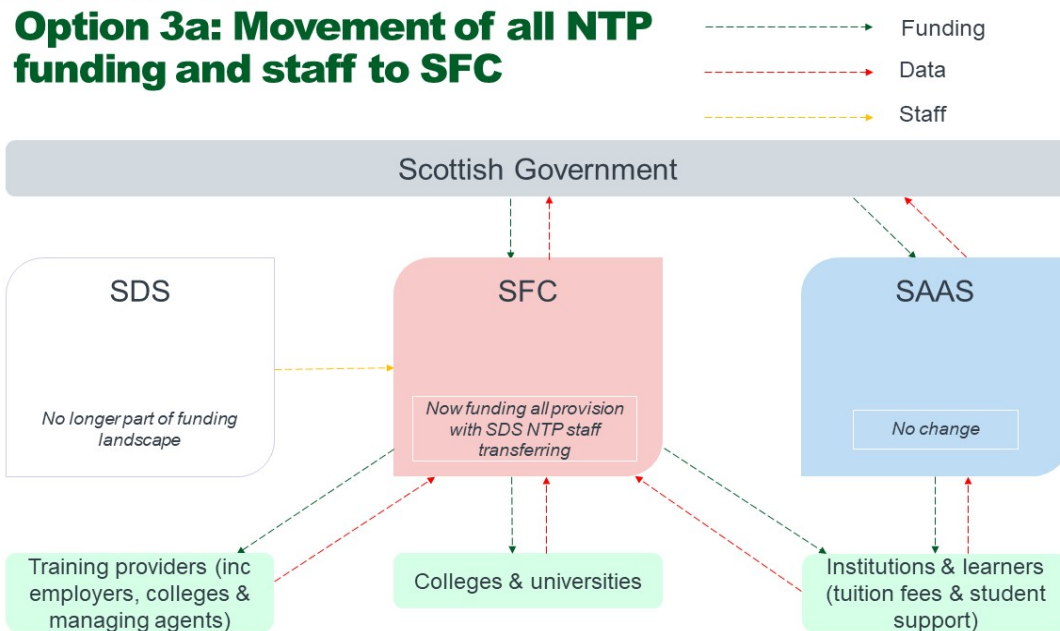 Option 3a: Movement of all NTP
funding and staff to SFC
Funding
Data
Staff
Scottish Government
SDS
No longer part of funding
landscape
SFC
Now funding all provision
with SDS NTP staff
transferring
SAAS
No change
Training providers (inc
employers, colleges &
managing agents)
Colleges & universities
Institutions & learners
(tuition fees & student
support)